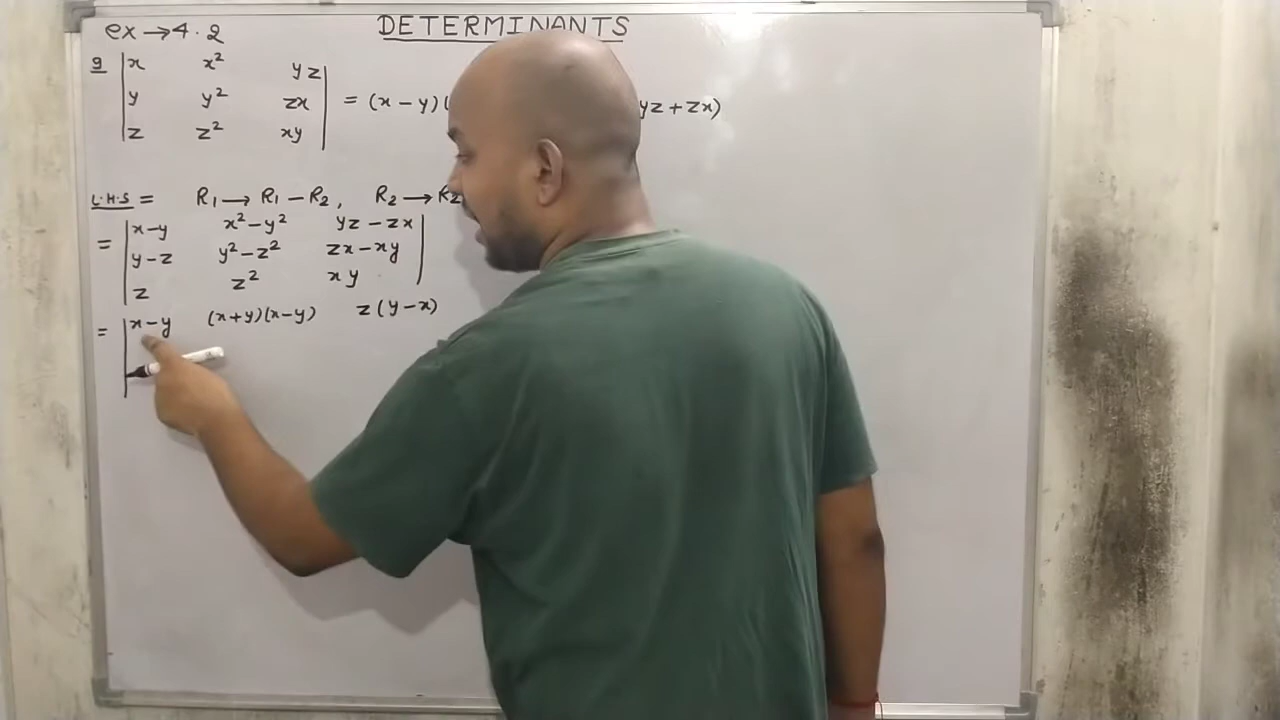 ex → 4.2
DETERMINANTS
9 | x x² yz |
| y y² zx | = (x-y)( yz + zx)
| z z² xy |
L.H.S = R₁ → R₁ - R₂, R₂ → R₂
= | x-y x²-y² yz-zx |
| y-z y²-z² zx-xy |
| z z² xy |
= | x-y (x+y)(x-y) z(y-x)